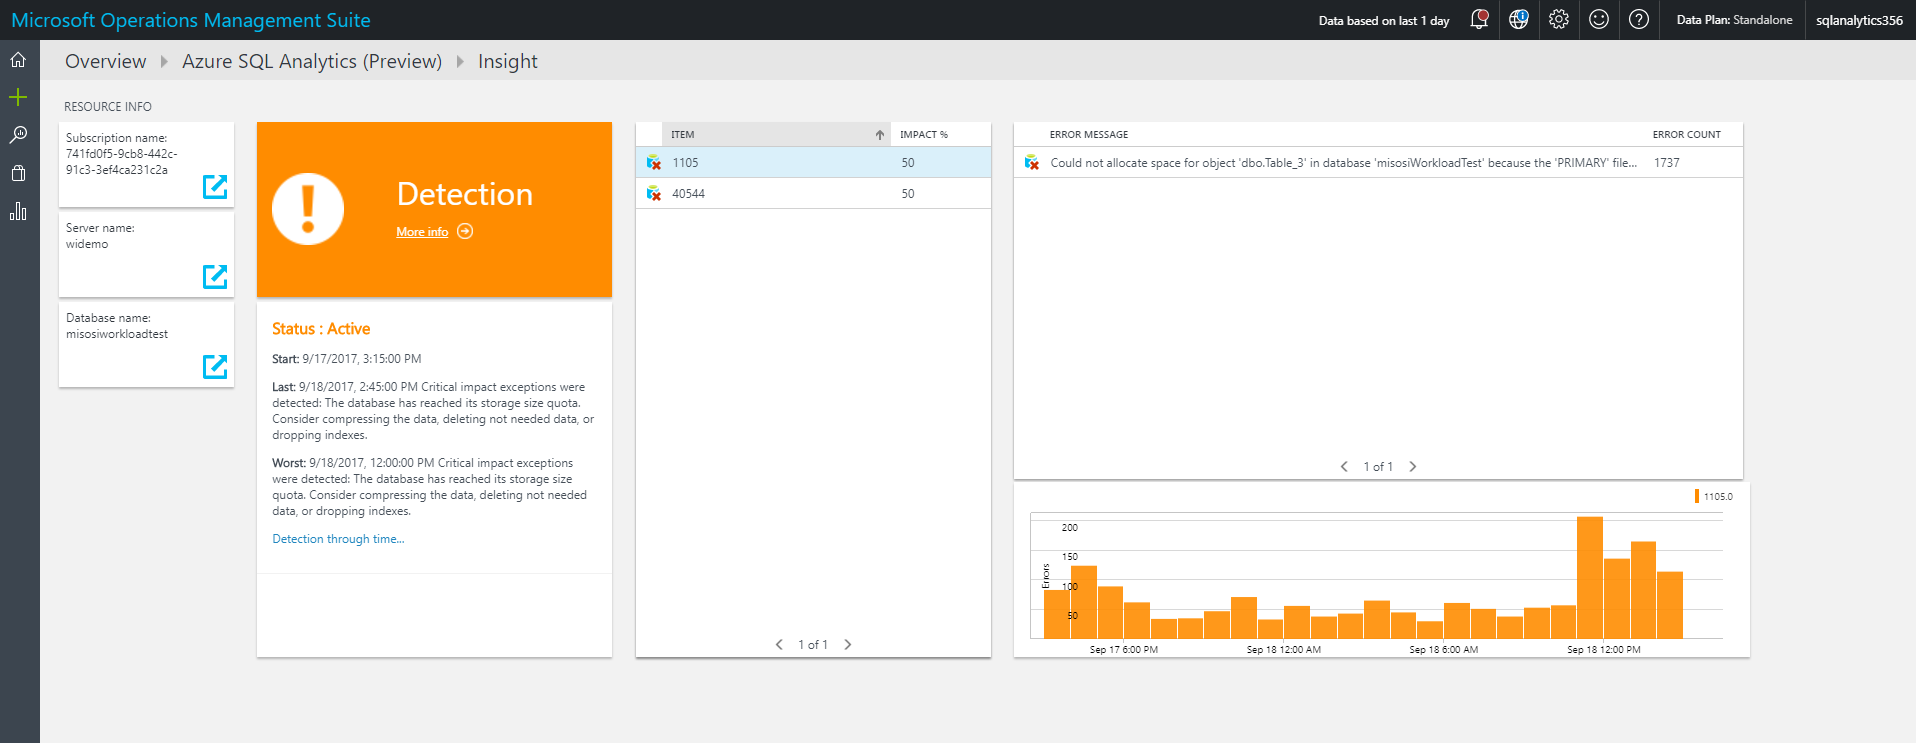 Microsoft Operations Management Suite
Data based on last 1 day
Data Plan: Standalone
sqlanalytics356
Overview
Azure SQL Analytics (Preview)
Insight
RESOURCE INFO
Subscription name:
741fd0f5-9cb8-442c-
91c3-3ef4ca231c2a
Server name:
widemo
Database name:
misosiworkloadtest
Detection
More info
Status : Active
Start: 9/17/2017, 3:15:00 PM
Last: 9/18/2017, 2:45:00 PM Critical impact exceptions were
detected: The database has reached its storage size quota.
Consider compressing the data, deleting not needed data, or
dropping indexes.
Worst: 9/18/2017, 12:00:00 PM Critical impact exceptions
were detected: The database has reached its storage size
quota. Consider compressing the data, deleting not needed
data, or dropping indexes.
Detection through time...
ITEM IMPACT %
1105 50
40544 50
1 of 1
ERROR MESSAGE ERROR COUNT
Could not allocate space for object 'dbo.Table_3' in database 'misosiWorkloadTest' because the 'PRIMARY' file... 1737
1 of 1
1105.0
Errors
200
150
100
50
Sep 17 6:00 PM
Sep 18 12:00 AM
Sep 18 6:00 AM
Sep 18 12:00 PM